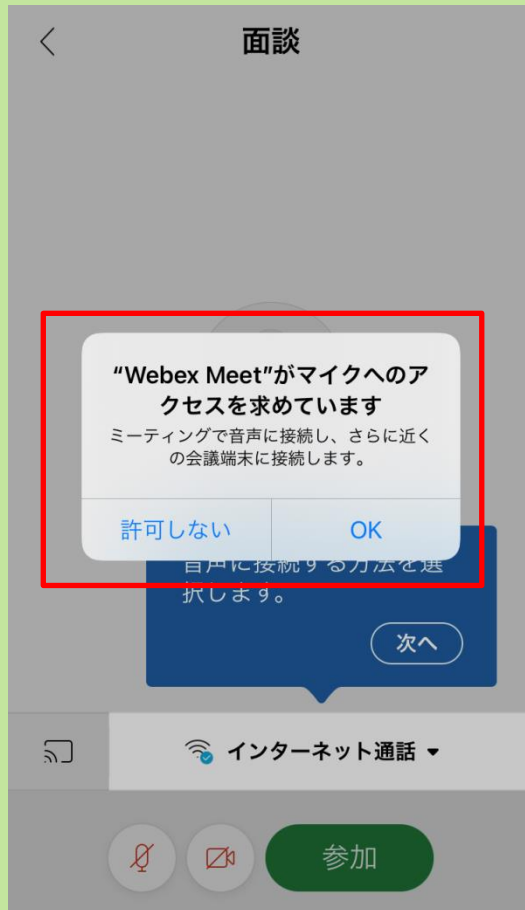 面談
“Webex Meet”がマイクへのア
クセスを求めています
ミーティングで音声に接続し、さらに近く
の会議端末に接続します。
許可しない
OK
音声に接続する方法を選
択します。
次へ
インターネット通話
参加